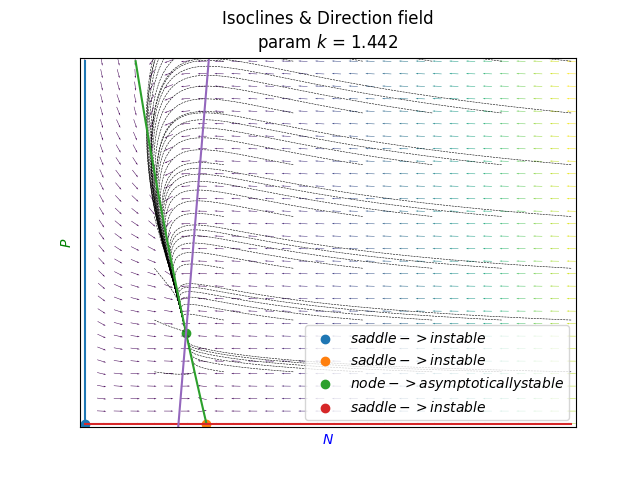 Isoclines & Direction field
param k = 1.442
P
saddle − > instable
saddle − > instable
node − > asymptoticallystable
saddle − > instable
N